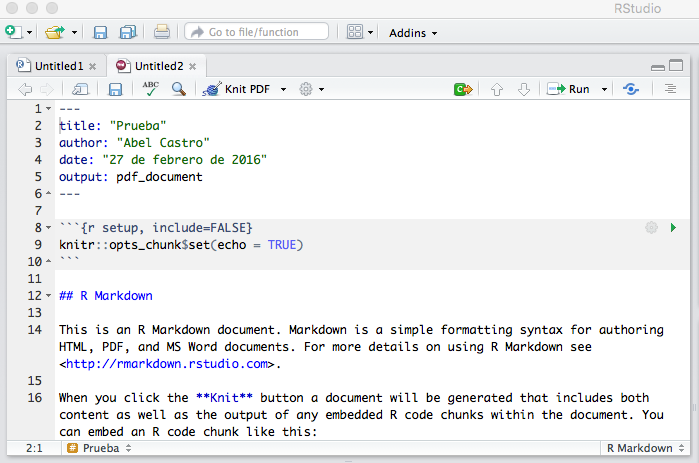 RStudio
Go to file/function
Addins
Untitled1 Untitled2
ABC Knit PDF Run
1 ---
2 title: "Prueba"
3 author: "Abel Castro"
4 date: "27 de febrero de 2016"
5 output: pdf_document
6 ---
7
8 ```{r setup, include=FALSE}
9 knitr::opts_chunk$set(echo = TRUE)
10 ```
11
12 ## R Markdown
13
14 This is an R Markdown document. Markdown is a simple formatting syntax for authoring
HTML, PDF, and MS Word documents. For more details on using R Markdown see
<http://rmarkdown.rstudio.com>.
15
16 When you click the **Knit** button a document will be generated that includes both
content as well as the output of any embedded R code chunks within the document. You
can embed an R code chunk like this:
2:1 # Prueba R Markdown